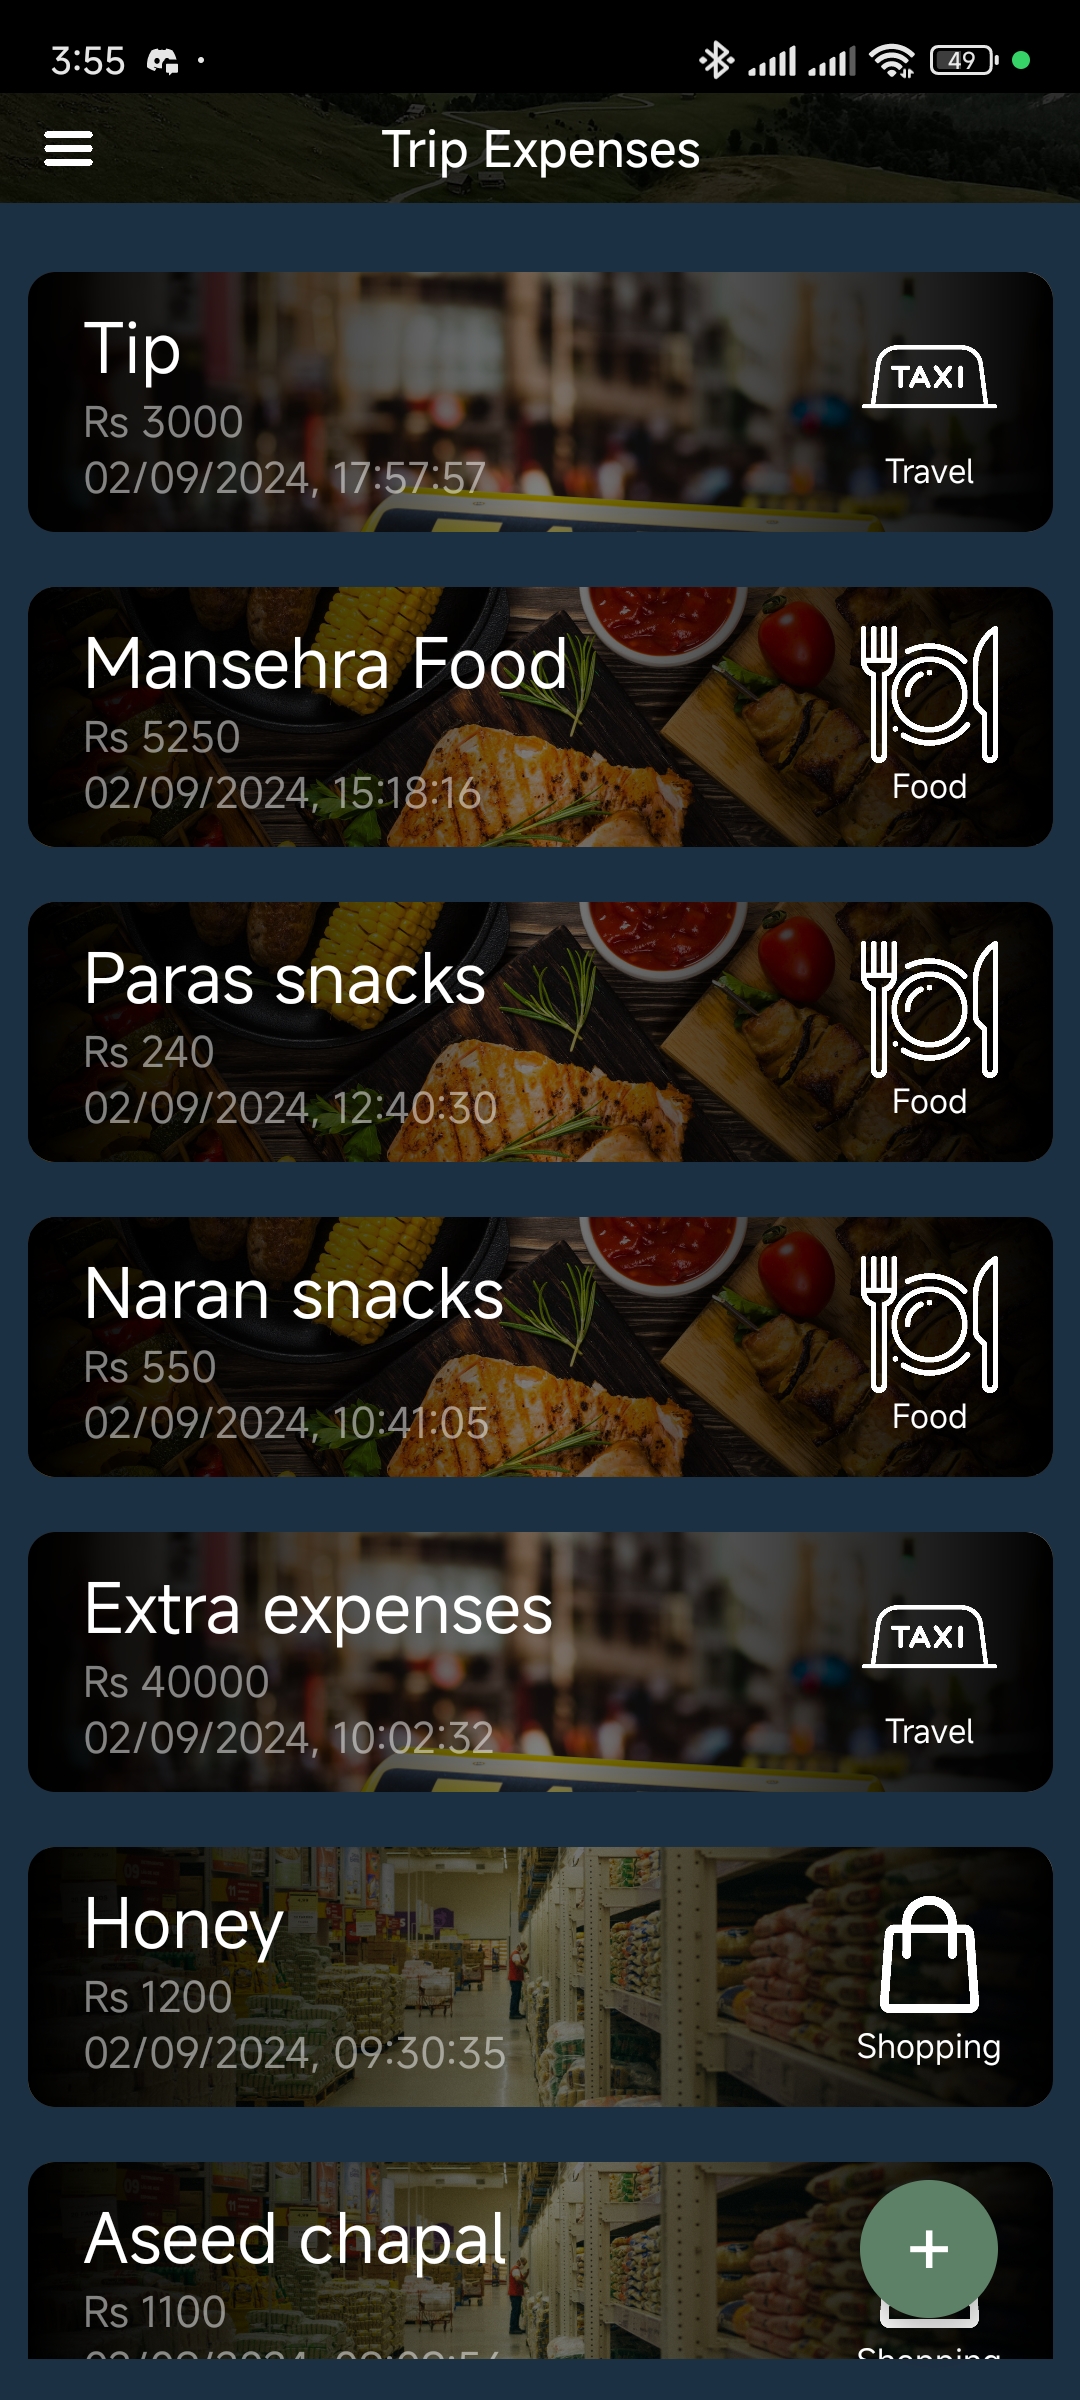 3:55
49
Trip Expenses
Tip
Rs 3000
02/09/2024, 17:57:57
TAXI
Travel
Mansehra Food
Rs 5250
02/09/2024, 15:18:16
Food
Paras snacks
Rs 240
02/09/2024, 12:40:30
Food
Naran snacks
Rs 550
02/09/2024, 10:41:05
Food
Extra expenses
Rs 40000
02/09/2024, 10:02:32
TAXI
Travel
Honey
Rs 1200
02/09/2024, 09:30:35
Shopping
Aseed chapal
Rs 1100
+
Shopping